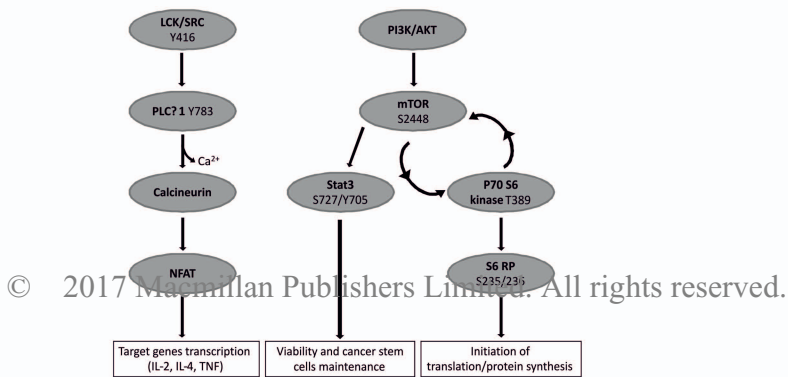 LCK/SRC
Y416
PI3K/AKT
PLC? 1 Y783
mTOR
S2448
Ca²⁺
Calcineurin
Stat3
S727/Y705
P70 S6
kinase T389
NFAT
S6 RP
S235/236
© 2017 Macmillan Publishers Limited. All rights reserved.
Target genes transcription
(IL-2, IL-4, TNF)
Viability and cancer stem
cells maintenance
Initiation of
translation/protein synthesis